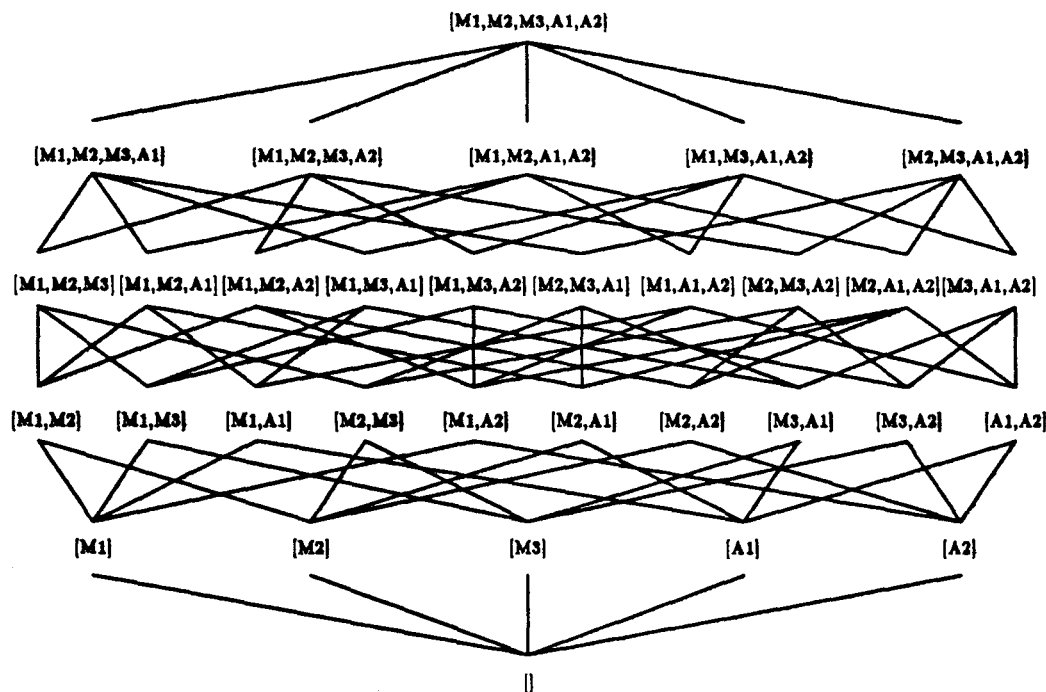 [M1,M2,M3,A1,A2]
[M1,M2,M3,A1] [M1,M2,M3,A2] [M1,M2,A1,A2] [M1,M3,A1,A2] [M2,M3,A1,A2]
[M1,M2,M3] [M1,M2,A1] [M1,M2,A2] [M1,M3,A1] [M1,M3,A2] [M2,M3,A1] [M1,A1,A2] [M2,M3,A2] [M2,A1,A2] [M3,A1,A2]
[M1,M2] [M1,M3] [M1,A1] [M2,M3] [M1,A2] [M2,A1] [M2,A2] [M3,A1] [M3,A2] [A1,A2]
[M1] [M2] [M3] [A1] [A2]
[]